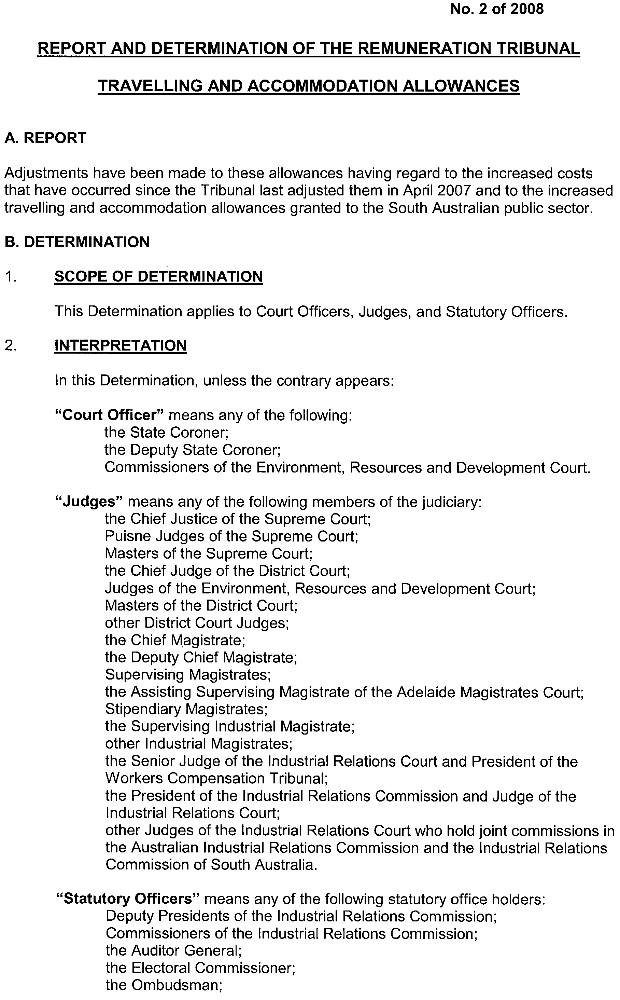 No. 2 of 2008
REPORT AND DETERMINATION OF THE REMUNERATION TRIBUNAL
TRAVELLING AND ACCOMMODATION ALLOWANCES
A. REPORT
Adjustments have been made to these allowances having regard to the increased costs
that have occurred since the Tribunal last adjusted them in April 2007 and to the increased
travelling and accommodation allowances granted to the South Australian public sector.
B. DETERMINATION
1. SCOPE OF DETERMINATION
This Determination applies to Court Officers, Judges, and Statutory Officers.
2. INTERPRETATION
In this Determination, unless the contrary appears:
“Court Officer” means any of the following:
the State Coroner;
the Deputy State Coroner;
Commissioners of the Environment, Resources and Development Court.
“Judges” means any of the following members of the judiciary:
the Chief Justice of the Supreme Court;
Puisne Judges of the Supreme Court;
Masters of the Supreme Court;
the Chief Judge of the District Court;
Judges of the Environment, Resources and Development Court;
Masters of the District Court;
other District Court Judges;
the Chief Magistrate;
the Deputy Chief Magistrate;
Supervising Magistrates;
the Assisting Supervising Magistrate of the Adelaide Magistrates Court;
Stipendiary Magistrates;
the Supervising Industrial Magistrate;
other Industrial Magistrates;
the Senior Judge of the Industrial Relations Court and President of the
Workers Compensation Tribunal;
the President of the Industrial Relations Commission and Judge of the
Industrial Relations Court;
other Judges of the Industrial Relations Court who hold joint commissions in
the Australian Industrial Relations Commission and the Industrial Relations
Commission of South Australia.
“Statutory Officers” means any of the following statutory office holders:
Deputy Presidents of the Industrial Relations Commission;
Commissioners of the Industrial Relations Commission;
the Auditor General;
the Electoral Commissioner;
the Ombudsman;